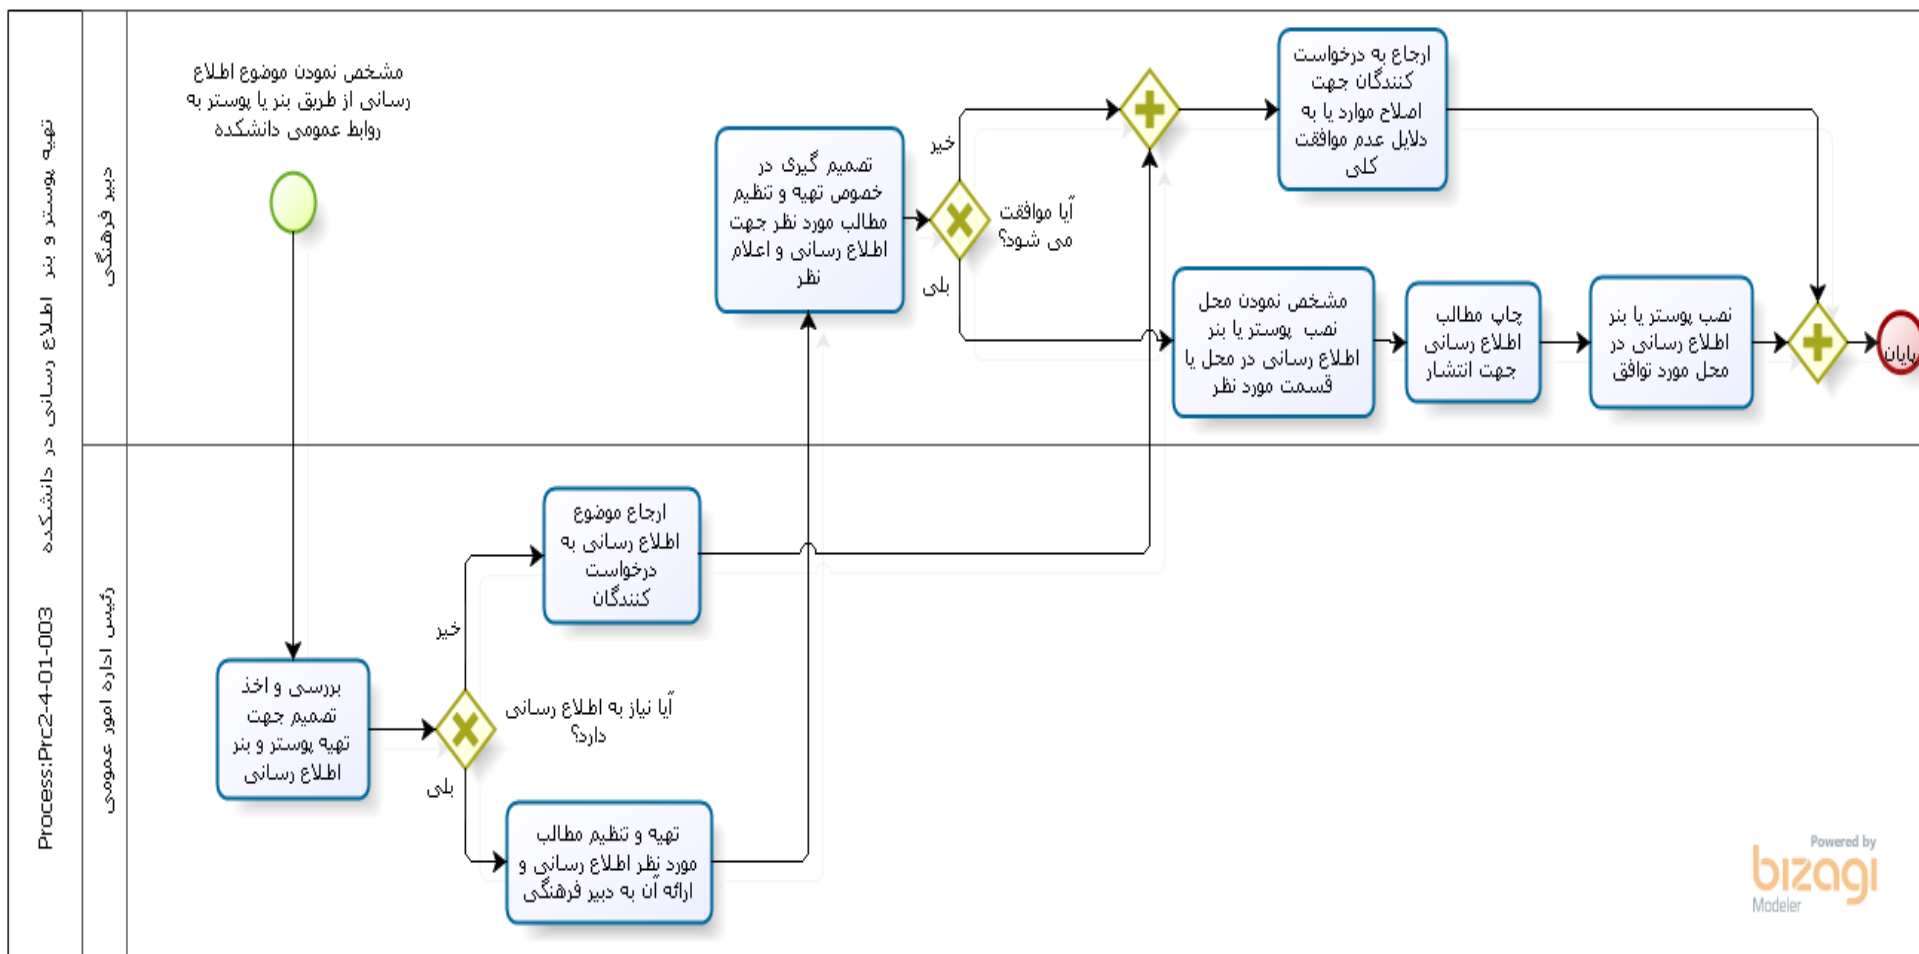 تهیه پوستر و بنر اطلاع رسانی در دانشکده
Process:Prc2-4-01-003
دبیر فرهنگی
مشخص نمودن موضوع اطلاع
رسانی از طریق بنر یا پوستر به
روابط عمومی دانشکده
تصمیم گیری در
خصوص تهیه و تنظیم
مطالب مورد نظر جهت
اطلاع رسانی و اعلام
نظر
خیر
آیا موافقت
می شود؟
بلی
ارجاع به درخواست
کنندگان جهت
اصلاح موارد یا به
دلایل عدم موافقت
کلی
مشخص نمودن محل
نصب پوستر یا بنر
اطلاع رسانی در محل یا
قسمت مورد نظر
چاپ مطالب
اطلاع رسانی
جهت انتشار
نصب پوستر یا بنر
اطلاع رسانی در
محل مورد توافق
پایان
رئیس اداره امور عمومی
بررسی و اخذ
تصمیم جهت
تهیه پوستر و بنر
اطلاع رسانی
خیر
آیا نیاز به اطلاع رسانی
دارد؟
بلی
ارجاع موضوع
اطلاع رسانی به
درخواست
کنندگان
تهیه و تنظیم مطالب
مورد نظر اطلاع رسانی و
ارائه آن به دبیر فرهنگی
Powered by
bizagi
Modeler